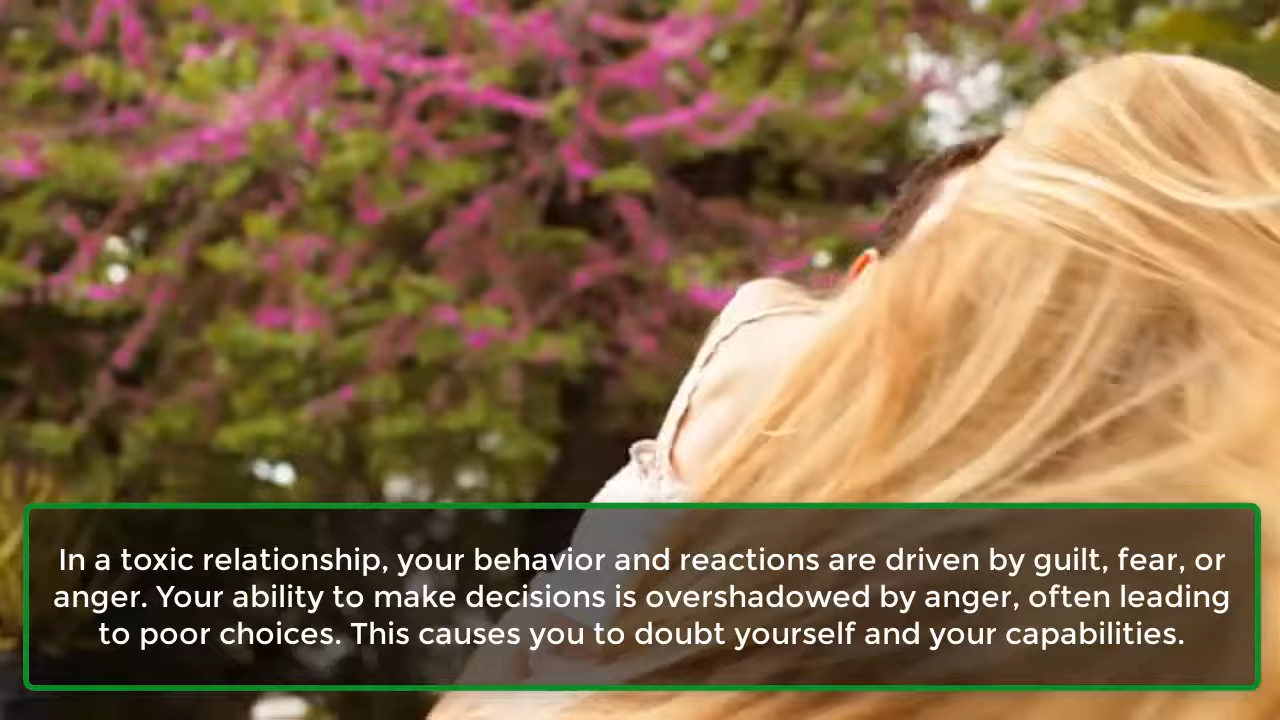 In a toxic relationship, your behavior and reactions are driven by guilt, fear, or
anger. Your ability to make decisions is overshadowed by anger, often leading
to poor choices. This causes you to doubt yourself and your capabilities.